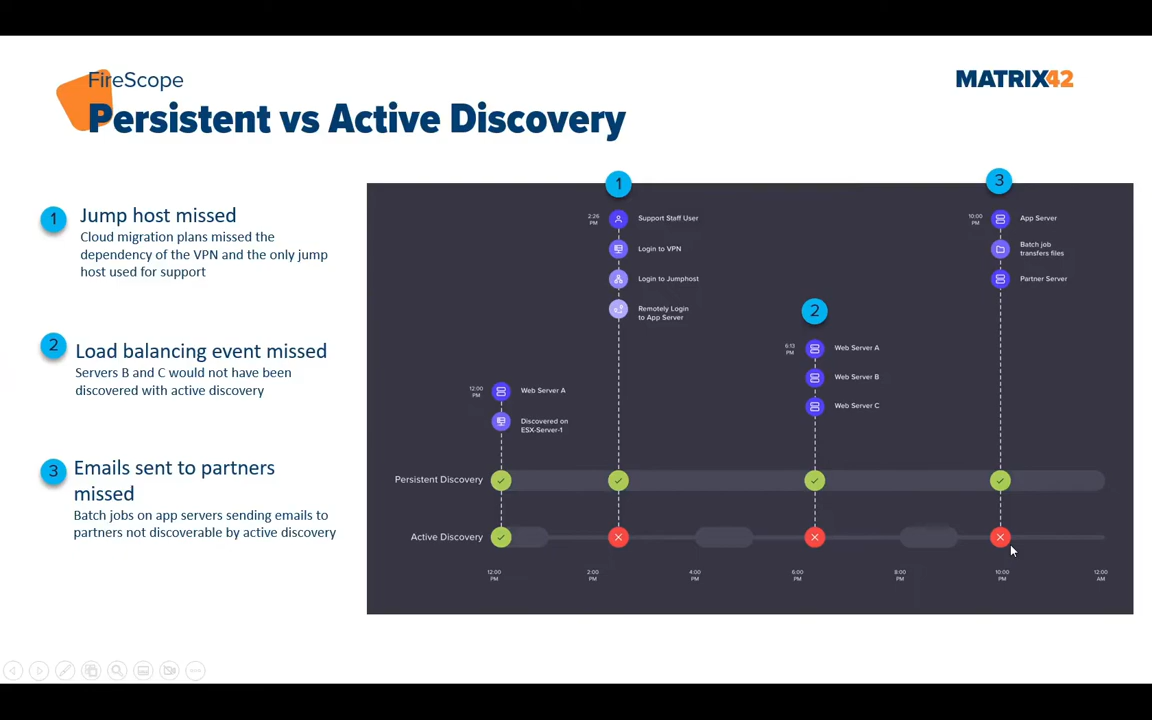 FireScope
Persistent vs Active Discovery
MATRIX42
1
Jump host missed
Cloud migration plans missed the
dependency of the VPN and the only jump
host used for support
2
Load balancing event missed
Servers B and C would not have been
discovered with active discovery
3
Emails sent to partners
missed
Batch jobs on app servers sending emails to
partners not discoverable by active discovery
12:00
PM
Web Server A
Discovered on
ESX-Server-1
1
2:26
PM
Support Staff User
Login to VPN
Login to Jumphost
Remotely Login
to App Server
2
6:13
PM
Web Server A
Web Server B
Web Server C
3
10:00
PM
App Server
Batch job
transfers files
Partner Server
Persistent Discovery
Active Discovery
12:00
PM
2:00
PM
4:00
PM
6:00
PM
8:00
PM
10:00
PM
12:00
AM